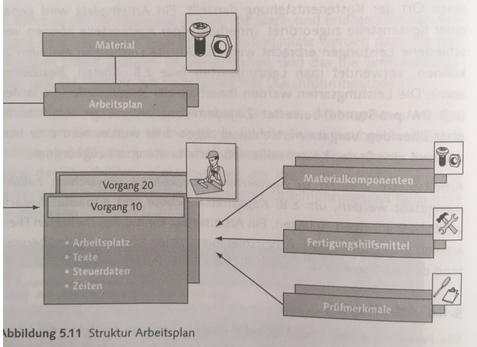 Material
Arbeitsplan
Vorgang 20
Vorgang 10
• Arbeitsplatz
• Texte
• Steuerdaten
• Zeiten
Materialkomponenten
Fertigungshilfsmittel
Prüfmerkmale
Abbildung 5.11 Struktur Arbeitsplan